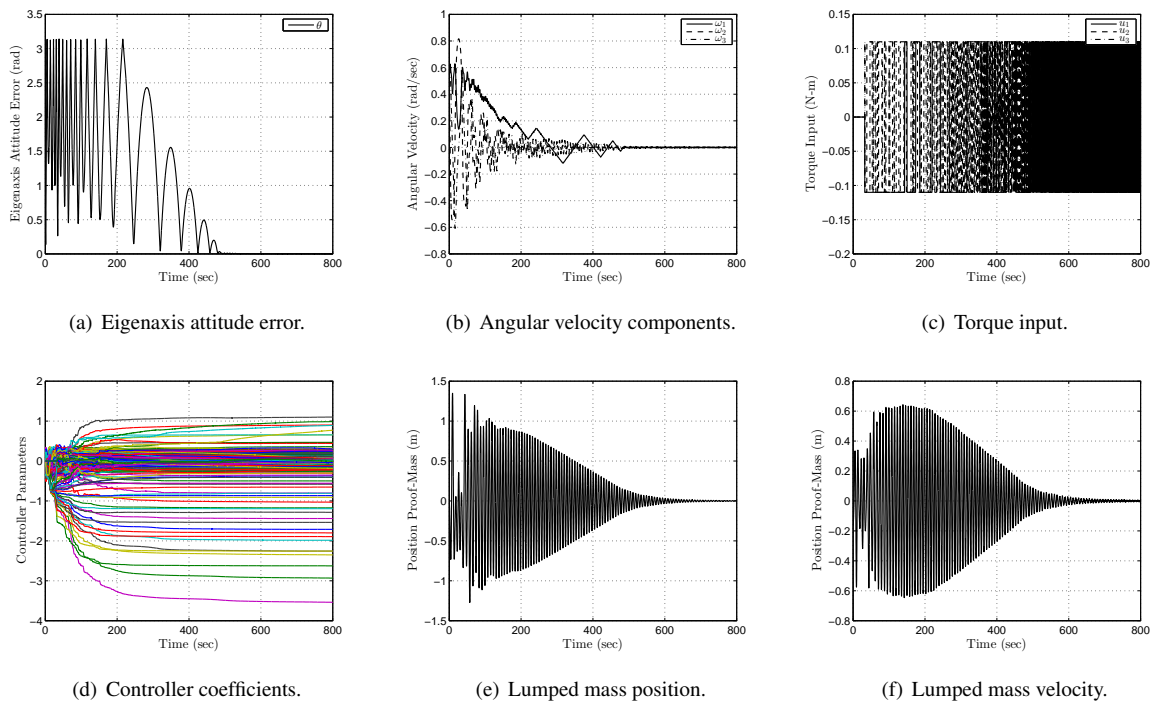 θ
Eigenaxis Attitude Error (rad)
3.5
3
2.5
2
1.5
1
0.5
0
0 200 400 600 800
Time (sec)
(a) Eigenaxis attitude error.
ω1
ω2
ω3
Angular Velocity (rad/sec)
1
0.8
0.6
0.4
0.2
0
−0.2
−0.4
−0.6
−0.8
0 200 400 600 800
Time (sec)
(b) Angular velocity components.
u1
u2
u3
Torque Input (N-m)
0.2
0.15
0.1
0.05
0
−0.05
−0.1
−0.15
−0.2
0 200 400 600 800
Time (sec)
(c) Torque input.
Controller Parameters
2
1
0
−1
−2
−3
−4
0 200 400 600 800
Time (sec)
(d) Controller coefficients.
Position Proof-Mass (m)
1.5
1
0.5
0
−0.5
−1
−1.5
0 200 400 600 800
Time (sec)
(e) Lumped mass position.
Position Proof-Mass (m)
0.8
0.6
0.4
0.2
0
−0.2
−0.4
−0.6
−0.8
0 200 400 600 800
Time (sec)
(f) Lumped mass velocity.